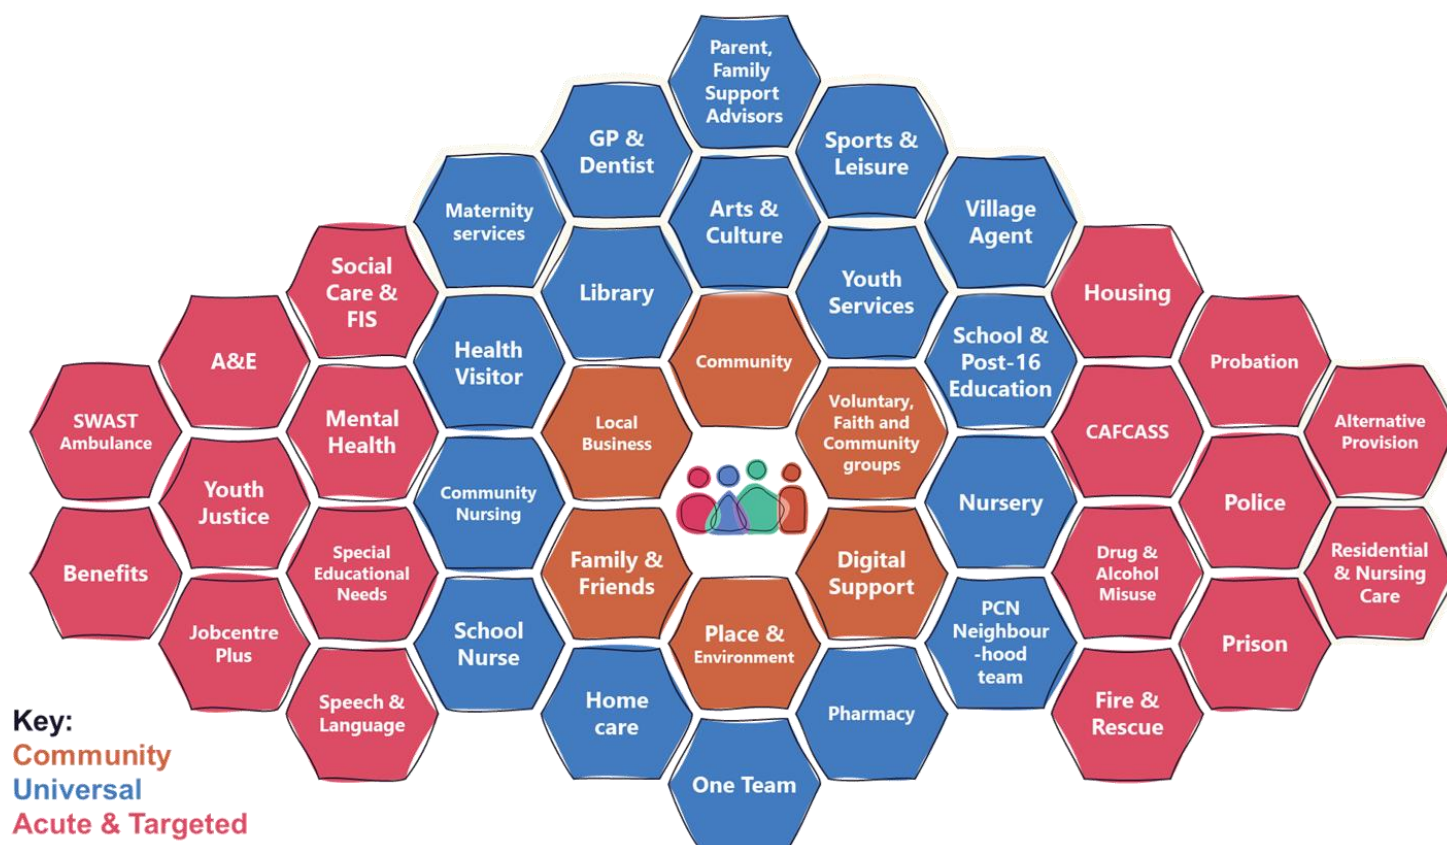 Parent,
Family
Support
Advisors
GP &
Dentist
Sports &
Leisure
Maternity
services
Arts &
Culture
Village
Agent
Social
Care &
FIS
Library
Youth
Services
Housing
A&E
Health
Visitor
Community
School &
Post-16
Education
Probation
SWAST
Ambulance
Mental
Health
Local
Business
Voluntary,
Faith and
Community
groups
CAFCASS
Alternative
Provision
Youth
Justice
Community
Nursing
Nursery
Police
Benefits
Special
Educational
Needs
Family &
Friends
Digital
Support
Drug &
Alcohol
Misuse
Residential
& Nursing
Care
Jobcentre
Plus
School
Nurse
Place &
Environment
PCN
Neighbour
-hood
team
Prison
Speech &
Language
Home
care
Pharmacy
Fire &
Rescue
One Team
Key:
Community
Universal
Acute & Targeted